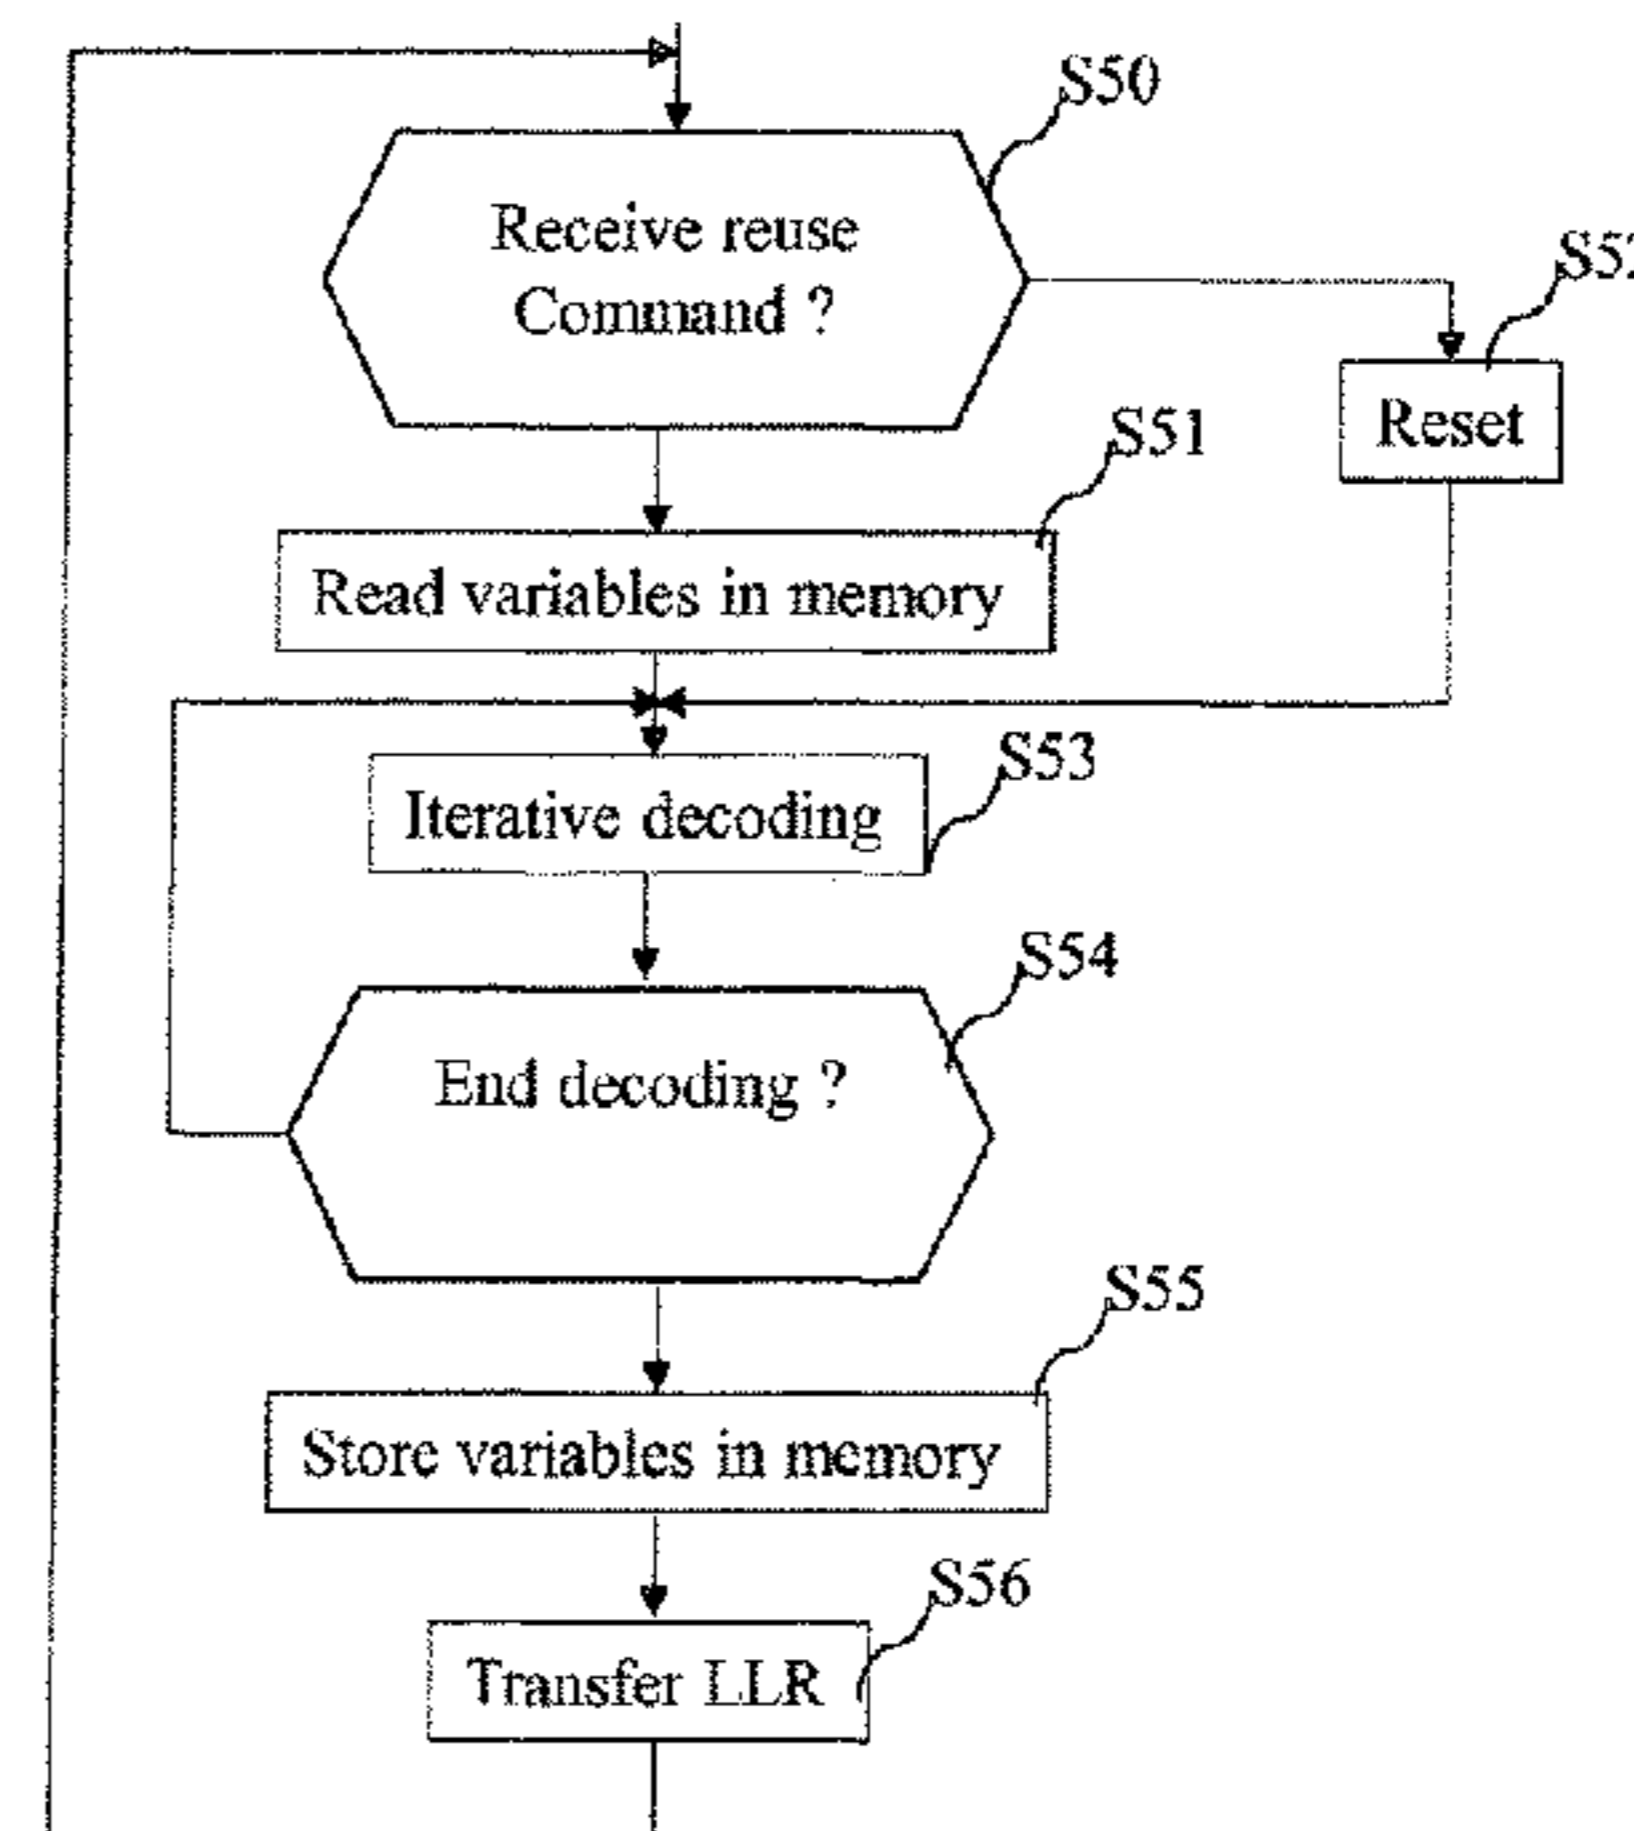 S50
Receive reuse
Command ?
S52
Reset
S51
Read variables in memory
S53
Iterative decoding
S54
End decoding ?
S55
Store variables in memory
S56
Transfer LLR